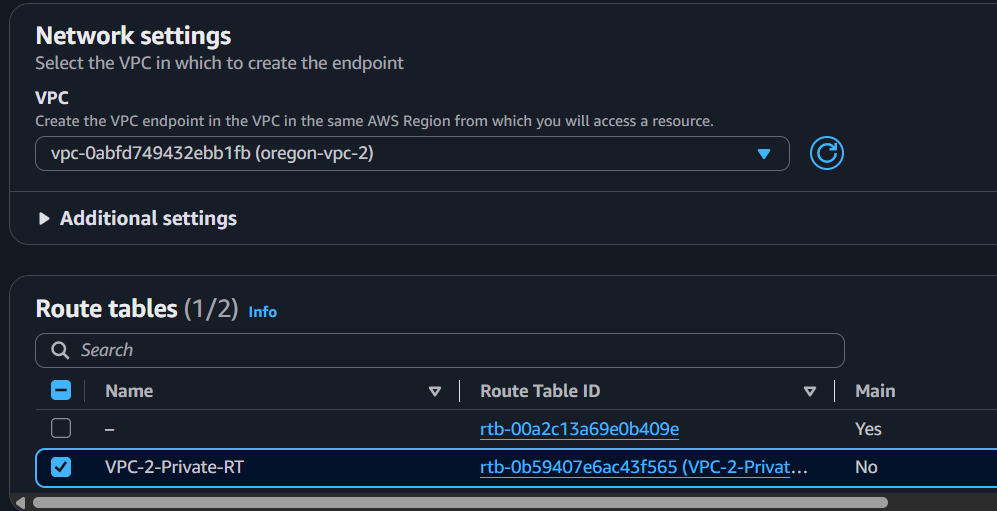 Network settings
Select the VPC in which to create the endpoint
VPC
Create the VPC endpoint in the VPC in the same AWS Region from which you will access a resource.
vpc-0abfd749432ebb1fb (oregon-vpc-2)
Additional settings
Route tables (1/2) Info
Search
Name Route Table ID Main
– rtb-00a2c13a69e0b409e Yes
VPC-2-Private-RT rtb-0b59407e6ac43f565 (VPC-2-Privat... No